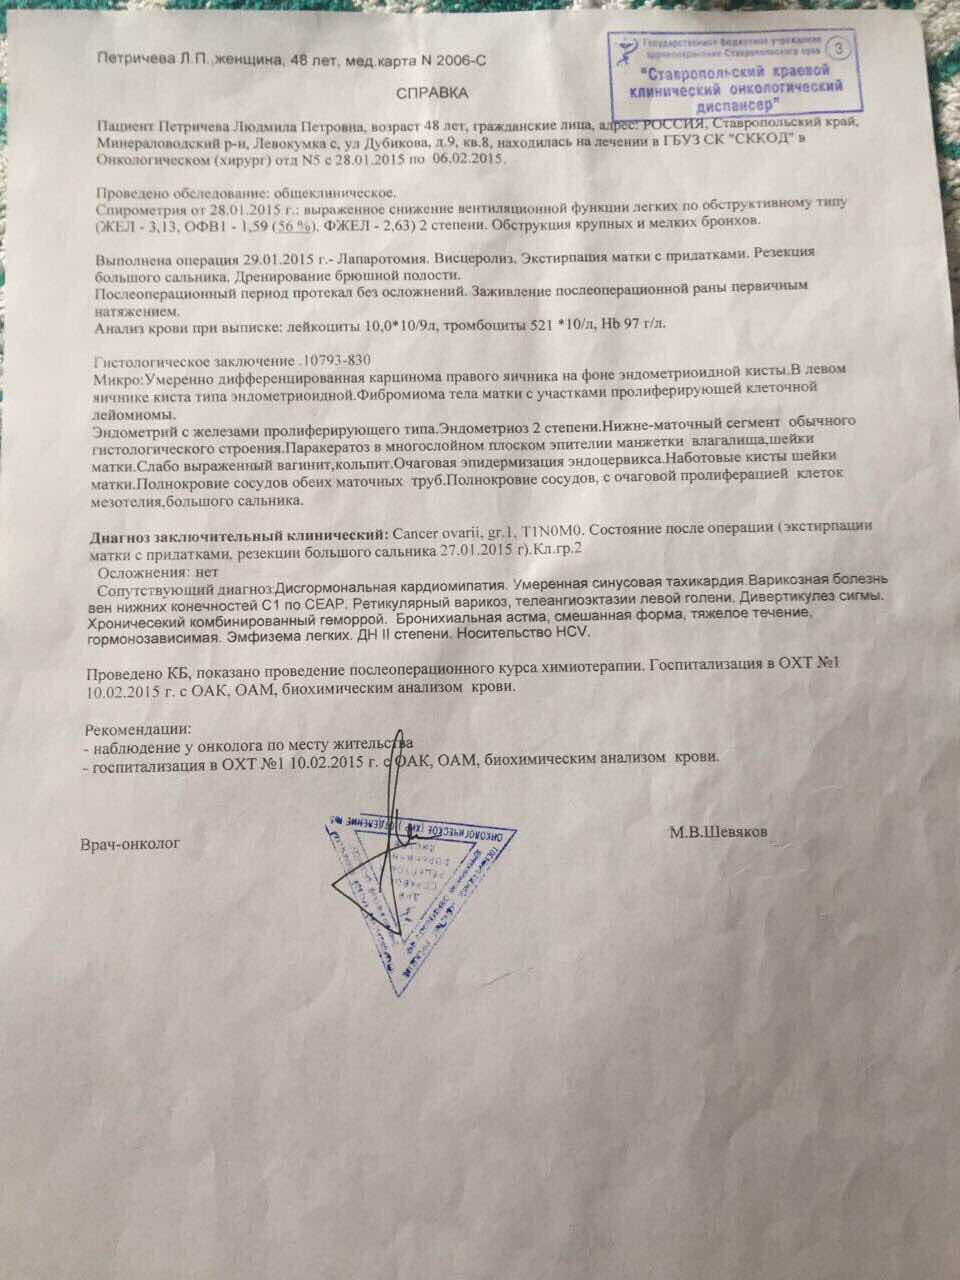 Петричева Л.П. женщина, 48 лет, мед.карта N 2006-С
Государственное бюджетное учреждение
здравоохранения Ставропольского края
3
"Ставропольский краевой
клинический онкологический
диспансер"
СПРАВКА
Пациент Петричева Людмила Петровна, возраст 48 лет, гражданские лица, адрес: РОССИЯ, Ставропольский край,
Минераловодский р-н, Левокумка с, ул Дубикова, д.9, кв.8, находилась на лечении в ГБУЗ СК "СККОД" в
Онкологическом (хирург) отд N5 с 28.01.2015 по 06.02.2015.
Проведено обследование: общеклиническое.
Спирометрия от 28.01.2015 г.: выраженное снижение вентиляционной функции легких по обструктивному типу
(ЖЕЛ - 3,13, ОФВ1 - 1,59 (56 %), ФЖЕЛ - 2,63) 2 степени. Обструкция крупных и мелких бронхов.
Выполнена операция 29.01.2015 г.- Лапаротомия. Висцеролиз. Экстирпация матки с придатками. Резекция
большого сальника. Дренирование брюшной полости.
Послеоперационный период протекал без осложнений. Заживление послеоперационной раны первичным
натяжением.
Анализ крови при выписке: лейкоциты 10,0*10/9л, тромбоциты 521 *10/л, Hb 97 г/л.
Гистологическое заключение .10793-830
Микро:Умеренно дифференцированная карцинома правого яичника на фоне эндометриоидной кисты.В левом
яичнике киста типа эндометриоидной.Фибромиома тела матки с участками пролиферирующей клеточной
лейомиомы.
Эндометрий с железами пролиферирующего типа.Эндометриоз 2 степени.Нижне-маточный сегмент обычного
гистологического строения.Паракератоз в многослойном плоском эпителии манжетки влагалища,шейки
матки.Слабо выраженный вагинит,кольпит.Очаговая эпидермизация эндоцервикса.Наботовые кисты шейки
матки.Полнокровие сосудов обеих маточных труб.Полнокровие сосудов, с очаговой пролиферацией клеток
мезотелия,большого сальника.
Диагноз заключительный клинический: Cancer ovarii, gr.1, T1N0M0. Состояние после операции (экстирпации
матки с придатками, резекции большого сальника 27.01.2015 г).Кл.гр.2
Осложнения: нет
Сопутствующий диагноз:Дисгормональная кардиомипатия. Умеренная синусовая тахикардия.Варикозная болезнь
вен нижних конечностей С1 по СЕАР. Ретикулярный варикоз, телеангиоэктазии левой голени. Дивертикулез сигмы.
Хроничесекий комбинированный геморрой. Бронхиальная астма, смешанная форма, тяжелое течение,
гормонозависимая. Эмфизема легких. ДН II степени. Носительство HCV.
Проведено КБ, показано проведение послеоперационного курса химиотерапии. Госпитализация в ОХТ №1
10.02.2015 г. с ОАК, ОАМ, биохимическим анализом крови.
Рекомендации:
- наблюдение у онколога по месту жительства
- госпитализация в ОХТ №1 10.02.2015 г. с ОАК, ОАМ, биохимическим анализом крови.
Врач-онколог
М.В.Шевяков
ОНКОЛОГИЧЕСКОЕ (ХИР.) ОТДЕЛЕНИЕ
ДЛЯ
СПРАВОК